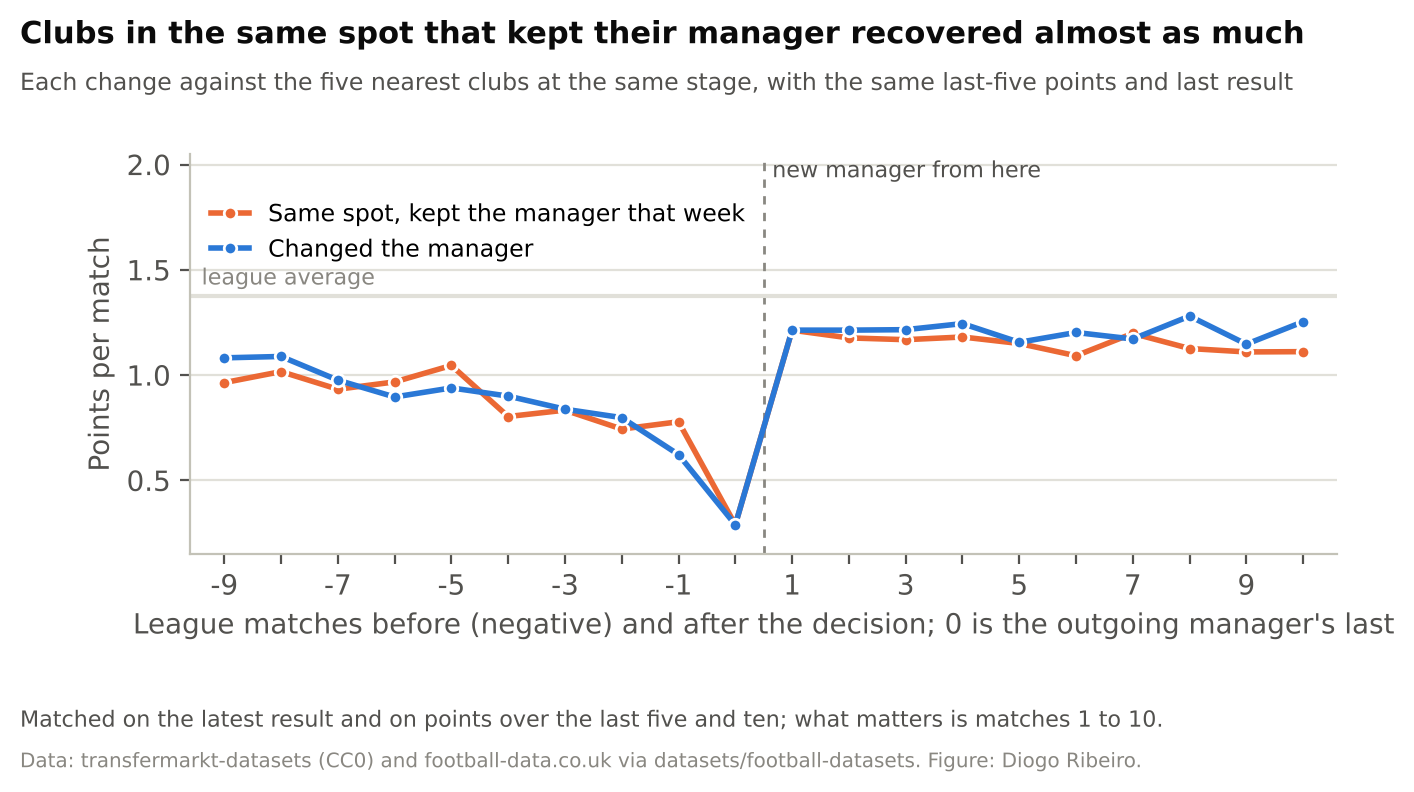 Clubs in the same spot that kept their manager recovered almost as much
Each change against the five nearest clubs at the same stage, with the same last-five points and last result
2.0
new manager from here
Same spot, kept the manager that week
Changed the manager
1.5
league average
Points per match
1.0
0.5
-9 -7 -5 -3 -1 1 3 5 7 9
League matches before (negative) and after the decision; 0 is the outgoing manager's last
Matched on the latest result and on points over the last five and ten; what matters is matches 1 to 10.
Data: transfermarkt-datasets (CC0) and football-data.co.uk via datasets/football-datasets. Figure: Diogo Ribeiro.